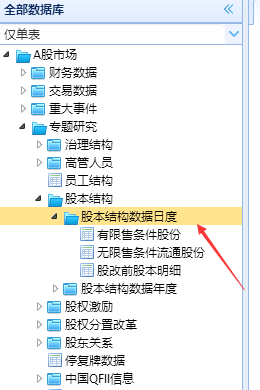 全部数据库
仅单表
A股市场
财务数据
交易数据
重大事件
专题研究
治理结构
高管人员
员工结构
股本结构
股本结构数据日度
有限售条件股份
无限售条件流通股份
股改前股本明细
股本结构数据年度
股权激励
股权分置改革
股东关系
停复牌数据
中国QFII信息